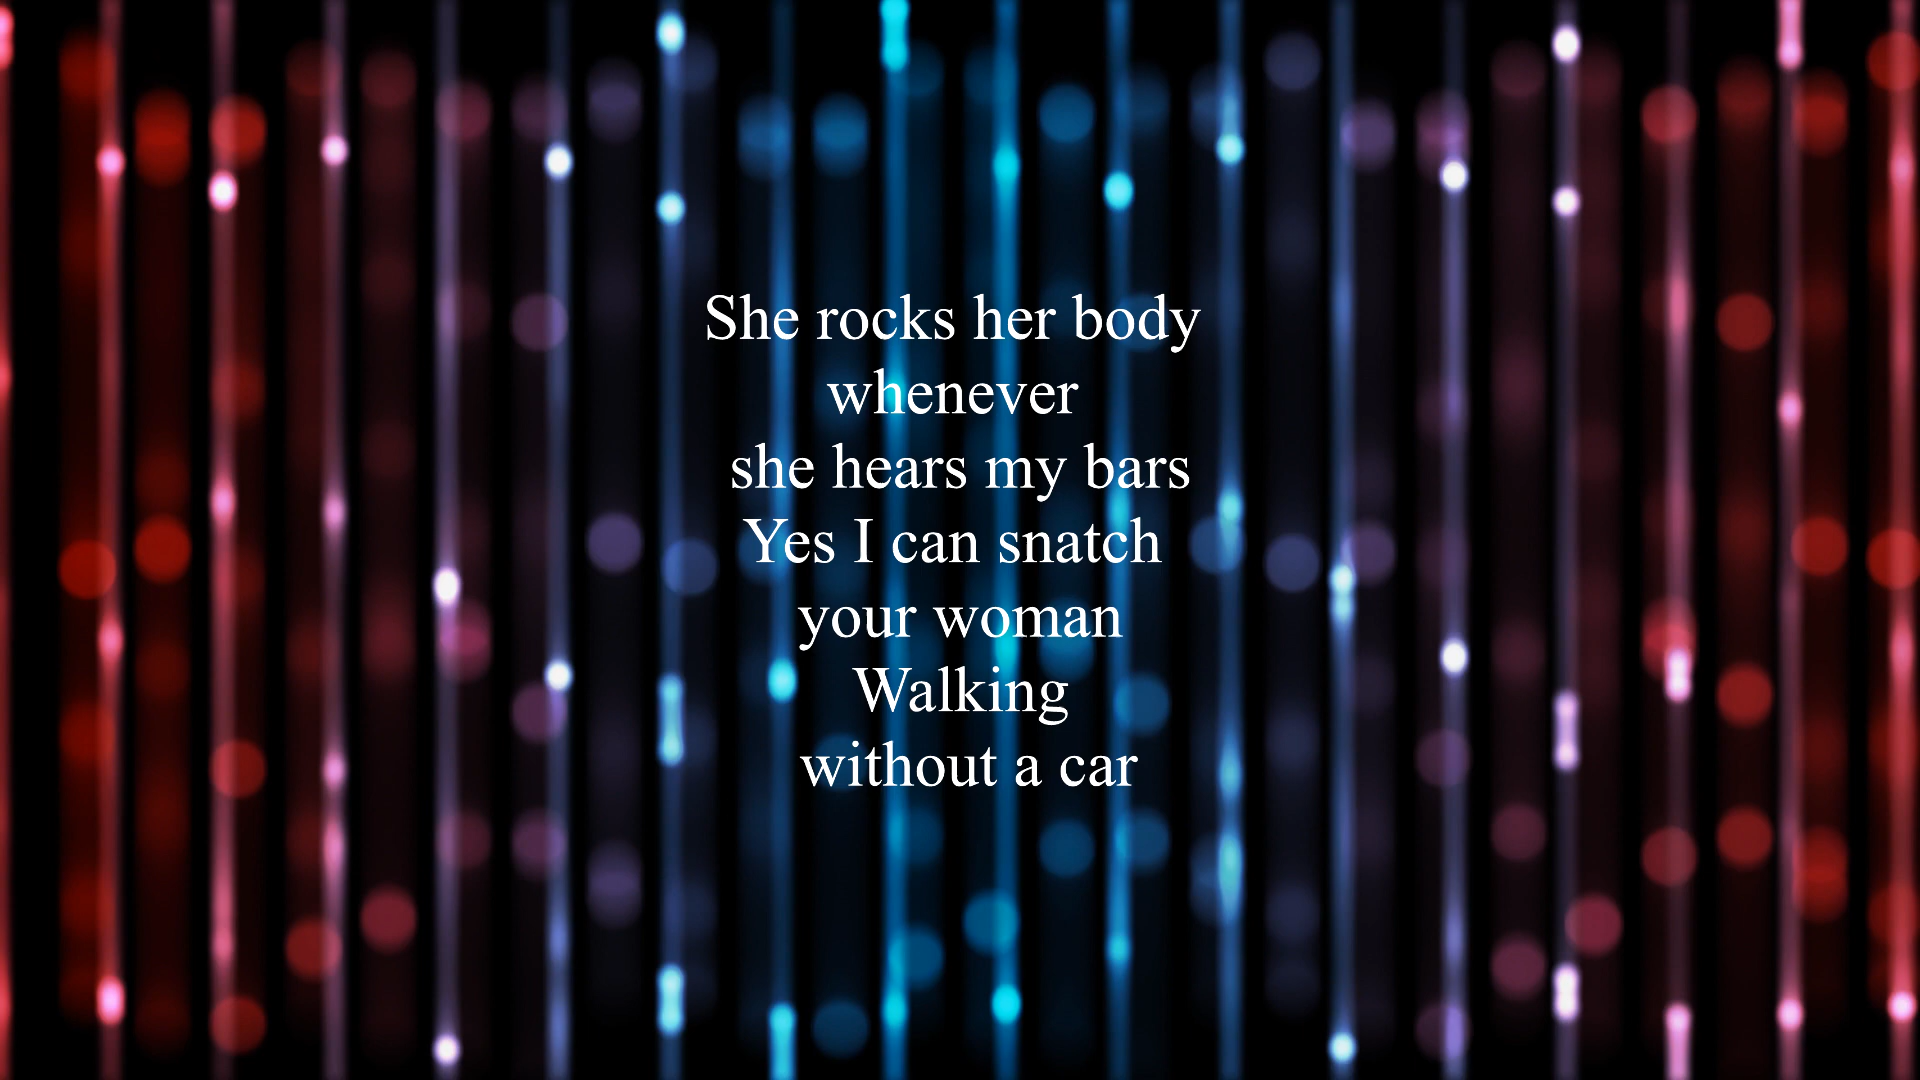 She rocks her body
whenever
she hears my bars
Yes I can snatch
your woman
Walking
without a car